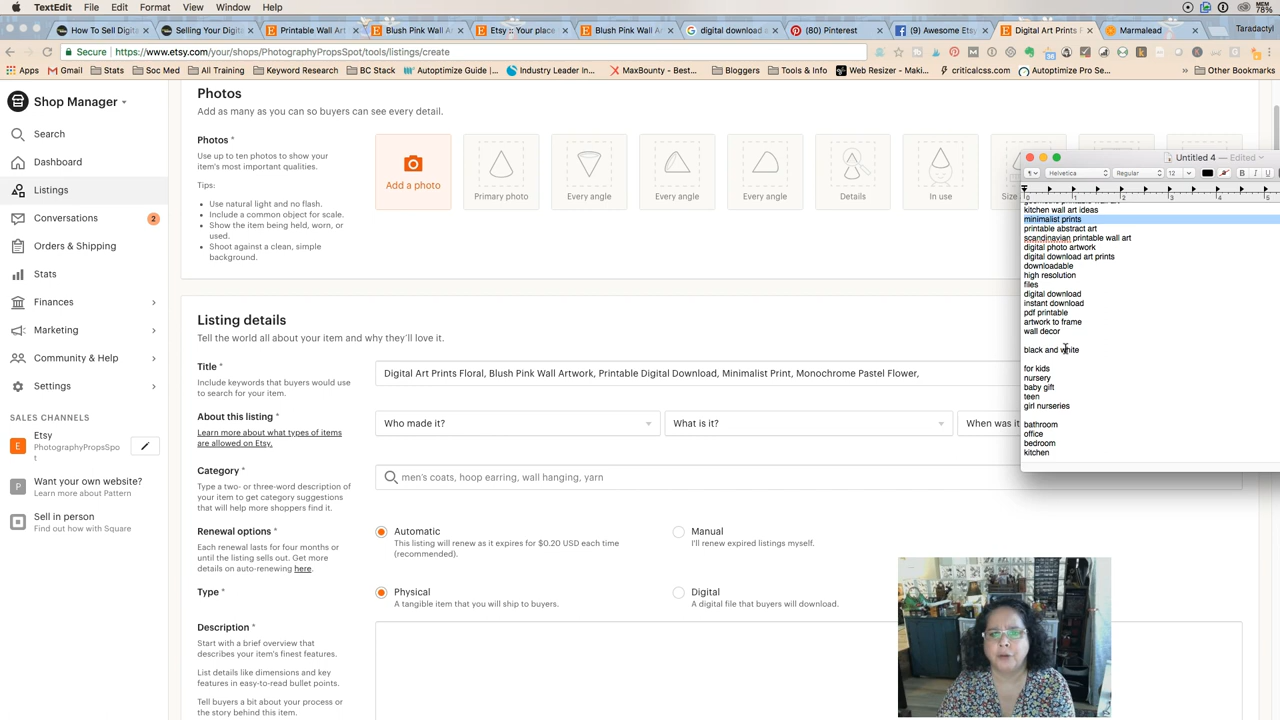 TextEdit File Edit Format View Window Help
MEM 76%
How To Sell Digit
Selling Your Digit
Printable Wall Art
Blush Pink Wall A
Etsy :: Your place
Blush Pink Wall A
digital download a
(80) Pinterest
(9) Awesome Etsy
Digital Art Prints F
Marmalead
Taradactyl
Secure https://www.etsy.com/your/shops/PhotographyPropsSpot/tools/listings/create
Apps Gmail Stats Soc Med All Training Keyword Research BC Stack Autoptimize Guide |... Industry Leader In... MaxBounty - Best... Bloggers Tools & Info Web Resizer - Maki... criticalcss.com Autoptimize Pro Se... Other Bookmarks
Shop Manager
Search
Dashboard
Listings
Conversations 2
Orders & Shipping
Stats
Finances
Marketing
Community & Help
Settings
SALES CHANNELS
Etsy
PhotographyPropsSpo
t
Want your own website?
Learn more about Pattern
Sell in person
Find out how with Square
Photos
Add as many as you can so buyers can see every detail.
Photos *
Use up to ten photos to show your
item's most important qualities.
Tips:
Use natural light and no flash.
Include a common object for scale.
Show the item being held, worn, or
used.
Shoot against a clean, simple
background.
Add a photo
Primary photo
Every angle
Every angle
Every angle
Details
In use
Size
Listing details
Tell the world all about your item and why they'll love it.
Title *
Include keywords that buyers would use
to search for your item.
Digital Art Prints Floral, Blush Pink Wall Artwork, Printable Digital Download, Minimalist Print, Monochrome Pastel Flower,
About this listing *
Learn more about what types of items
are allowed on Etsy.
Who made it?
What is it?
When was it
Category *
Type a two- or three-word description of
your item to get category suggestions
that will help more shoppers find it.
men's coats, hoop earring, wall hanging, yarn
Renewal options *
Each renewal lasts for four months or
until the listing sells out. Get more
details on auto-renewing here.
Automatic
This listing will renew as it expires for $0.20 USD each time
(recommended).
Manual
I'll renew expired listings myself.
Type *
Physical
A tangible item that you will ship to buyers.
Digital
A digital file that buyers will download.
Description *
Start with a brief overview that
describes your item's finest features.
List details like dimensions and key
features in easy-to-read bullet points.
Tell buyers a bit about your process or
the story behind this item.
Untitled 4 — Edited
Helvetica Regular 12 B I U
0 1 2 3 4 5
geometric printable wall art
kitchen wall art ideas
minimalist prints
printable abstract art
scandinavian printable wall art
digital photo artwork
digital download art prints
downloadable
high resolution
files
digital download
instant download
pdf printable
artwork to frame
wall decor
black and white
for kids
nursery
baby gift
teen
girl nurseries
bathroom
office
bedroom
kitchen